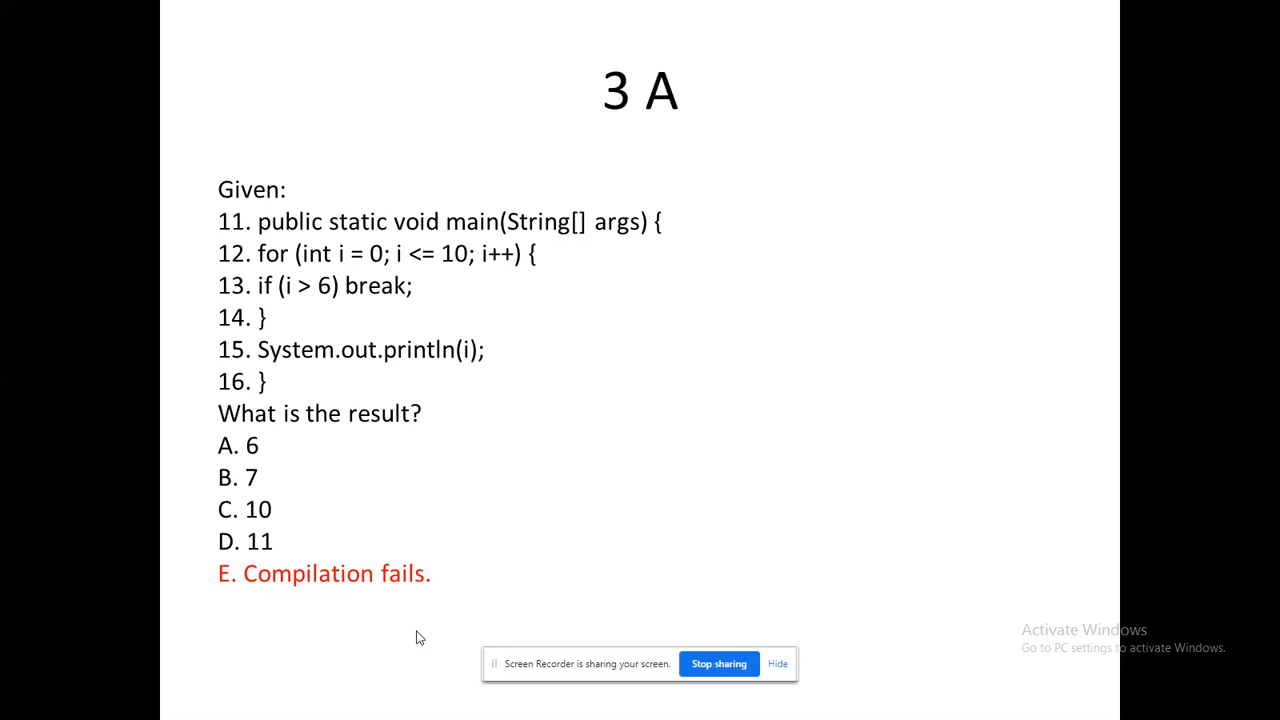 3 A
Given:
11. public static void main(String[] args) {
12. for (int i = 0; i <= 10; i++) {
13. if (i > 6) break;
14. }
15. System.out.println(i);
16. }
What is the result?
A. 6
B. 7
C. 10
D. 11
E. Compilation fails.
Activate Windows
Go to PC settings to activate Windows.
Screen Recorder is sharing your screen. Stop sharing Hide